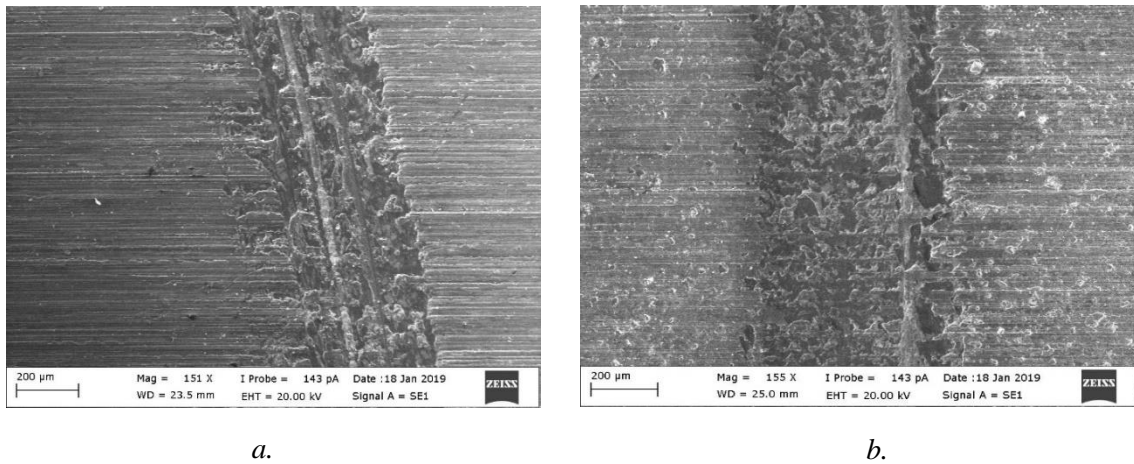 200 µm
Mag = 151 X I Probe = 143 pA Date :18 Jan 2019
WD = 23.5 mm EHT = 20.00 kV Signal A = SE1
ZEISS
200 µm
Mag = 155 X I Probe = 143 pA Date :18 Jan 2019
WD = 25.0 mm EHT = 20.00 kV Signal A = SE1
ZEISS
a.
b.